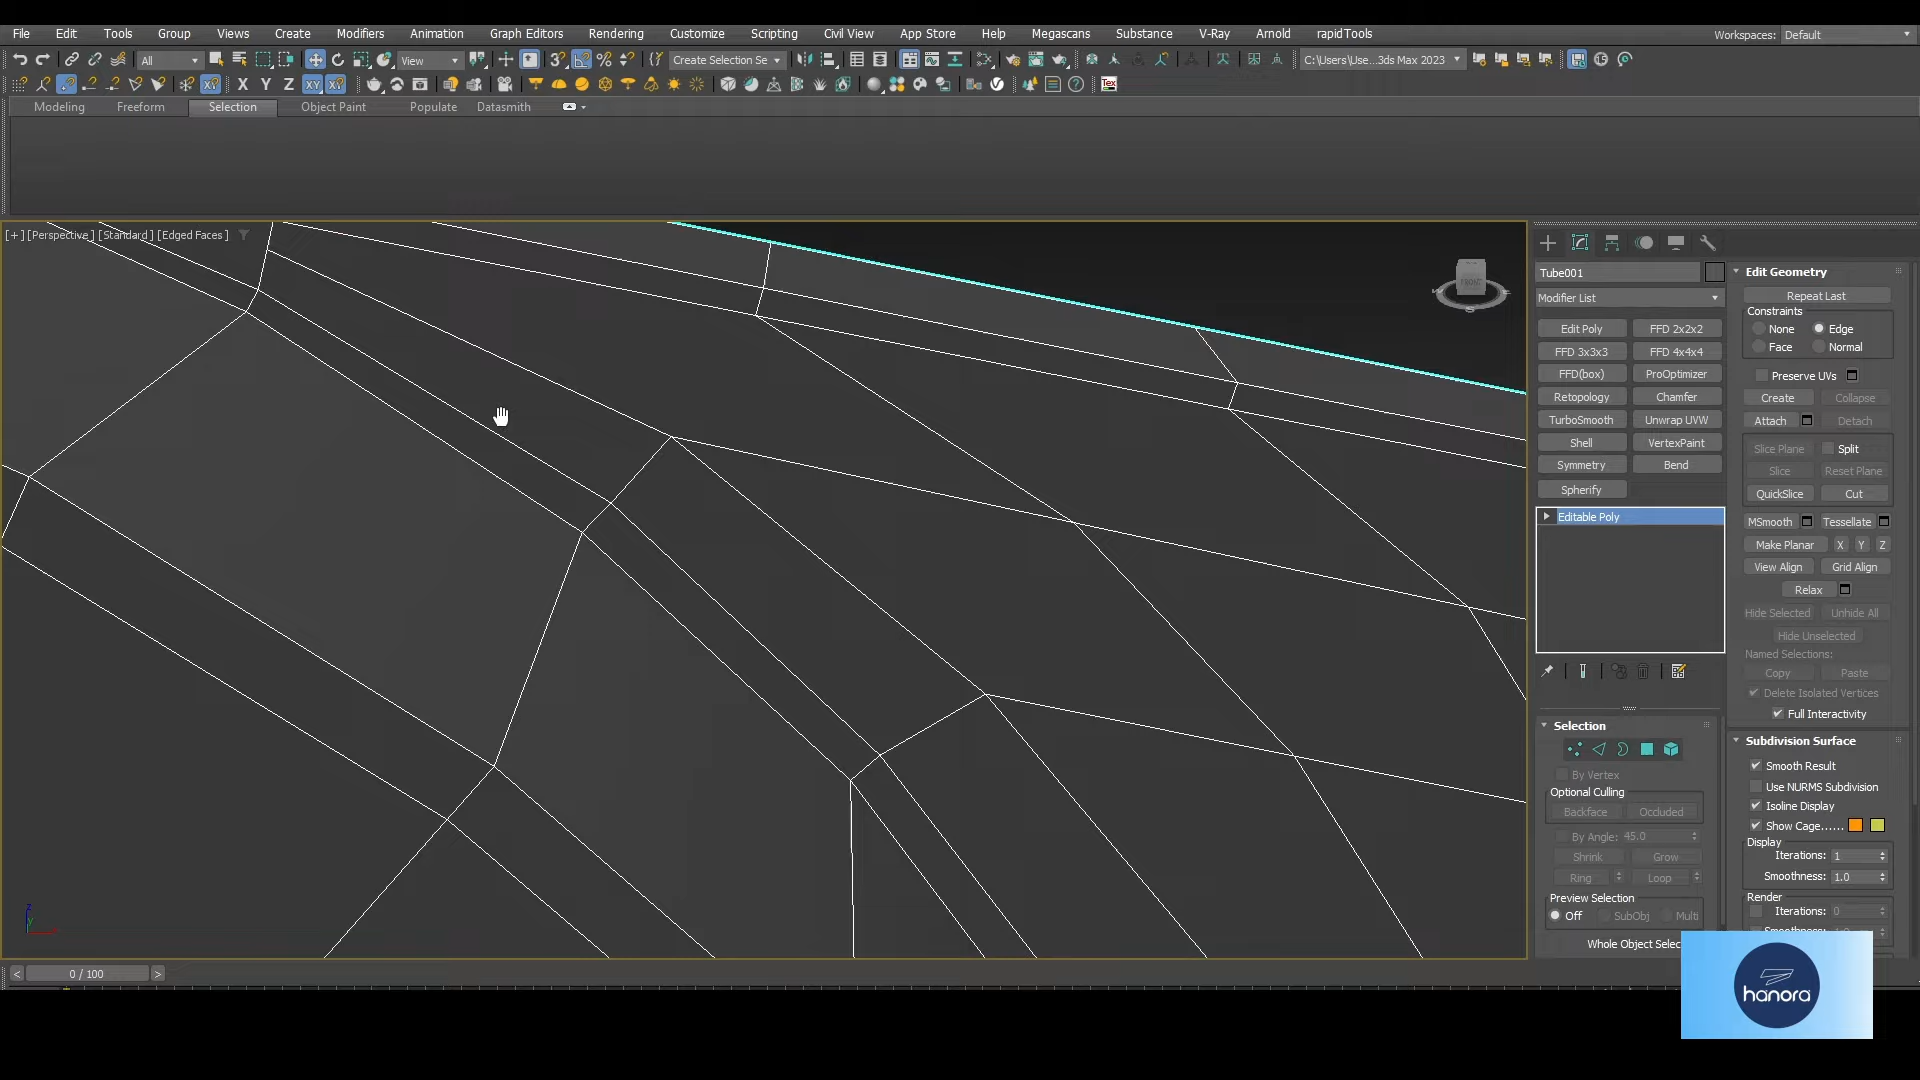 File Edit Tools Group Views Create Modifiers Animation Graph Editors Rendering Customize Scripting Civil View App Store Help Megascans Substance V-Ray Arnold rapidTools Workspaces: Default
All View Create Selection Se C:\Users\Use...3ds Max 2023
X Y Z XY
Modeling Freeform Selection Object Paint Populate Datasmith
[+] [Perspective ] [Standard ] [Edged Faces ]
FRONT
Tube001
Modifier List
Edit Poly FFD 2x2x2
FFD 3x3x3 FFD 4x4x4
FFD(box) ProOptimizer
Retopology Chamfer
TurboSmooth Unwrap UVW
Shell VertexPaint
Symmetry Bend
Spherify
Editable Poly
Selection
By Vertex
Optional Culling
Backface Occluded
By Angle: 45.0
Shrink Grow
Ring Loop
Preview Selection
Off SubObj Multi
Whole Object Selec
Edit Geometry
Repeat Last
Constraints
None Edge
Face Normal
Preserve UVs
Create Collapse
Attach Detach
Slice Plane Split
Slice Reset Plane
QuickSlice Cut
MSmooth Tessellate
Make Planar X Y Z
View Align Grid Align
Relax
Hide Selected Unhide All
Hide Unselected
Named Selections:
Copy Paste
Delete Isolated Vertices
Full Interactivity
Subdivision Surface
Smooth Result
Use NURMS Subdivision
Isoline Display
Show Cage......
Display
Iterations: 1
Smoothness: 1.0
Render
Iterations: 0
z
y
< 0 / 100 >
hanora